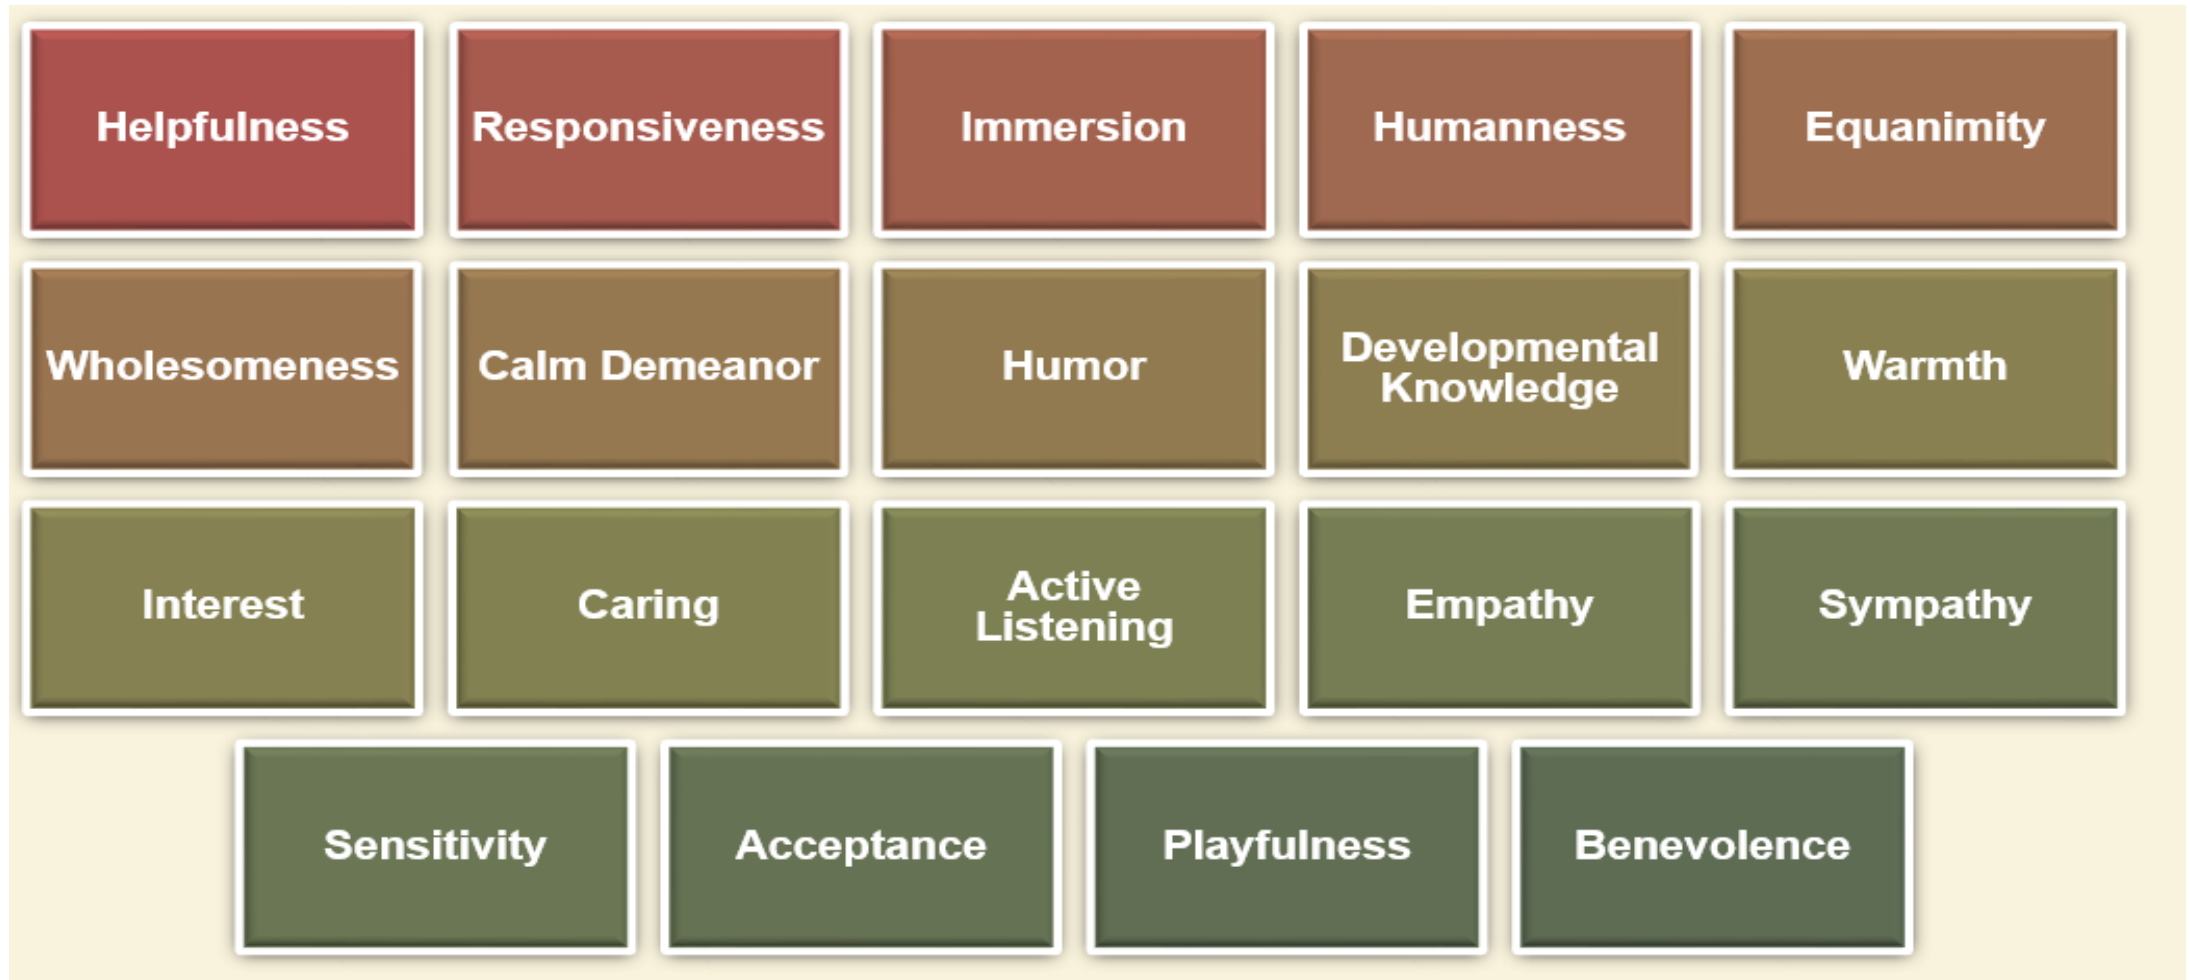 Helpfulness
Responsiveness
Immersion
Humanness
Equanimity
Wholesomeness
Calm Demeanor
Humor
Developmental
Knowledge
Warmth
Interest
Caring
Active
Listening
Empathy
Sympathy
Sensitivity
Acceptance
Playfulness
Benevolence